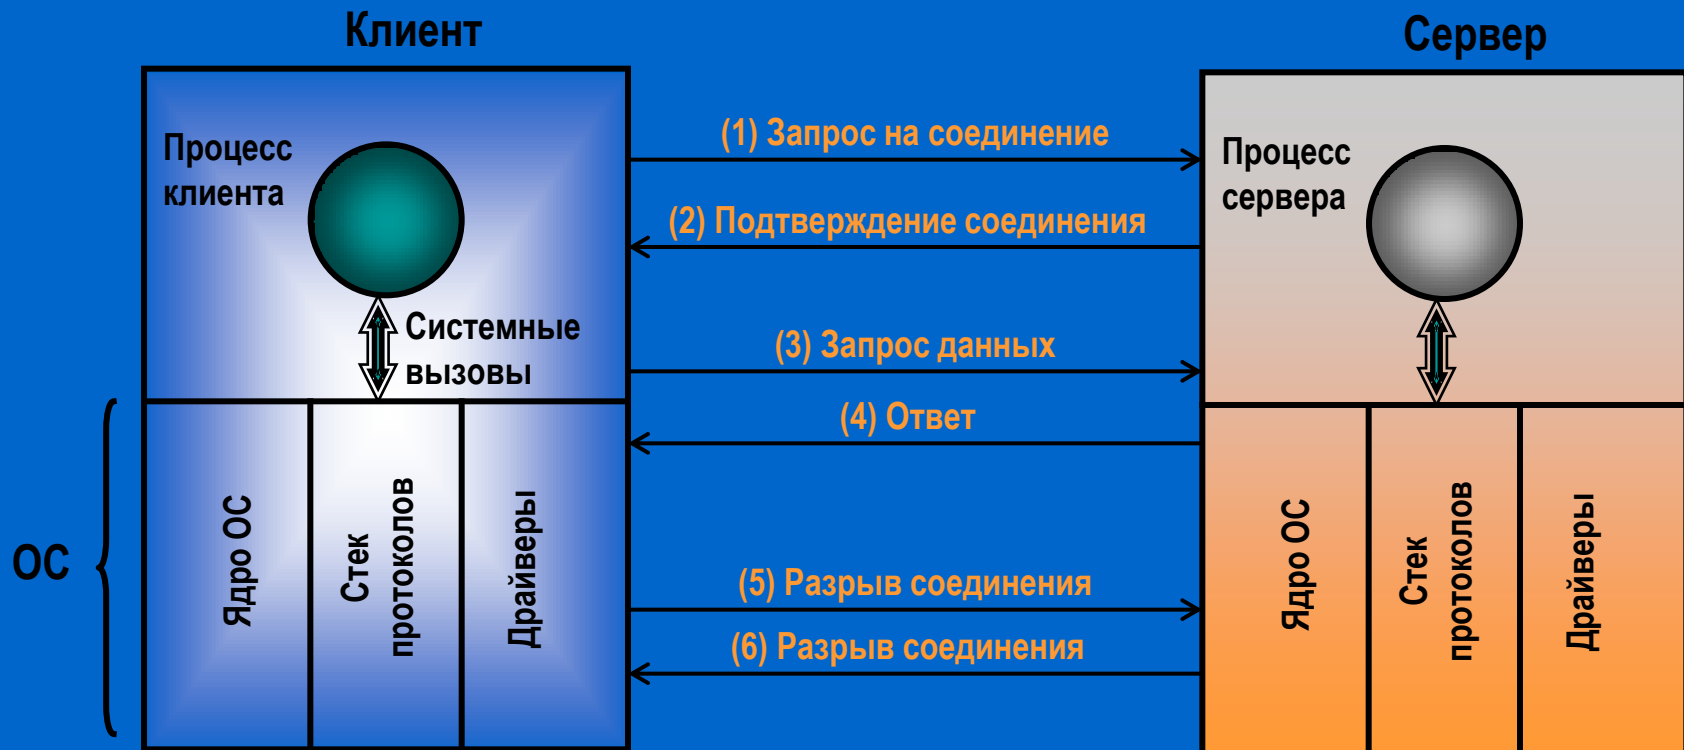 Клиент
Сервер
Процесс
клиента
(1) Запрос на соединение
Процесс
сервера
(2) Подтверждение соединения
Системные
вызовы
(3) Запрос данных
(4) Ответ
ОС
Ядро ОС
Стек
протоколов
Драйверы
(5) Разрыв соединения
(6) Разрыв соединения
Ядро ОС
Стек
протоколов
Драйверы